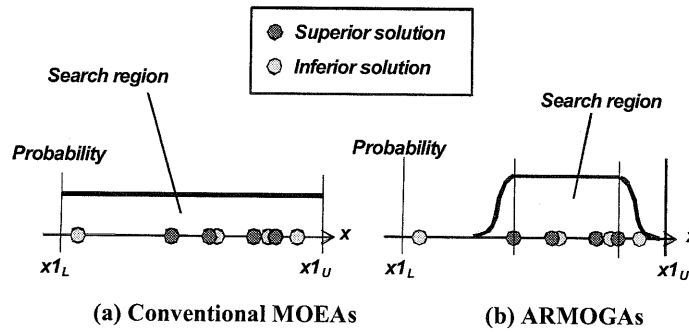 Superior solution
Inferior solution
Search region
Probability
x
x1L
x1U
(a) Conventional MOEAs
Search region
Probability
x1L
x1U
(b) ARMOGAs